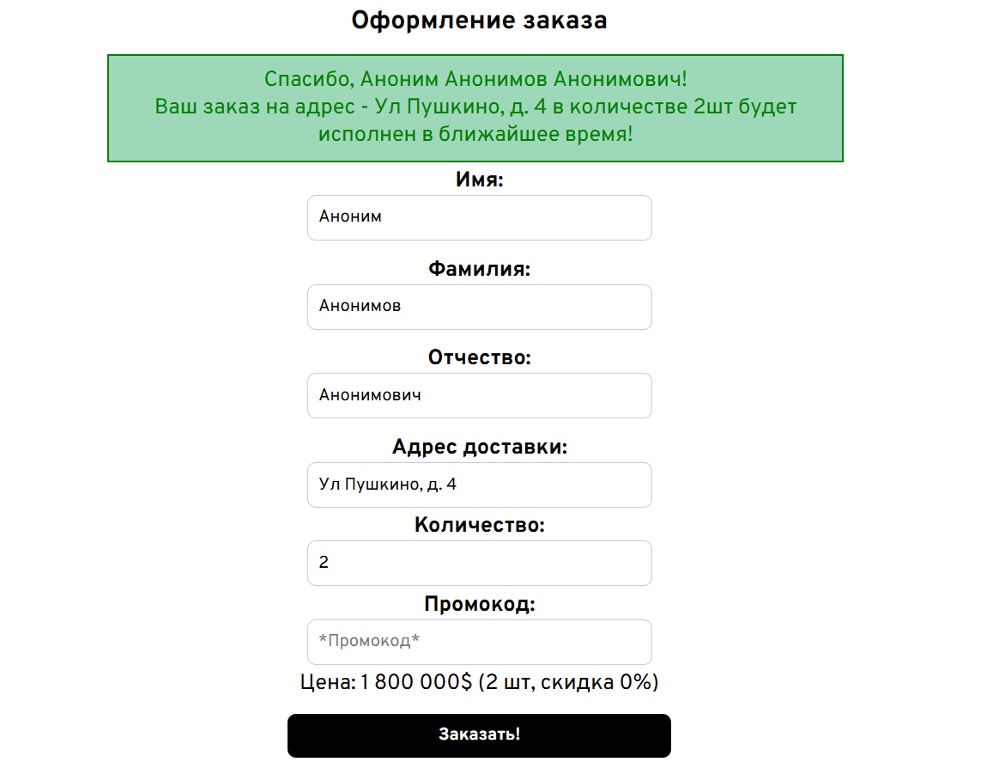 Оформление заказа
Спасибо, Аноним Анонимов Анонимович!
Ваш заказ на адрес - Ул Пушкино, д. 4 в количестве 2шт будет
исполнен в ближайшее время!
Имя:
Аноним
Фамилия:
Анонимов
Отчество:
Анонимович
Адрес доставки:
Ул Пушкино, д. 4
Количество:
2
Промокод:
*Промокод*
Цена: 1 800 000$ (2 шт, скидка 0%)
Заказать!